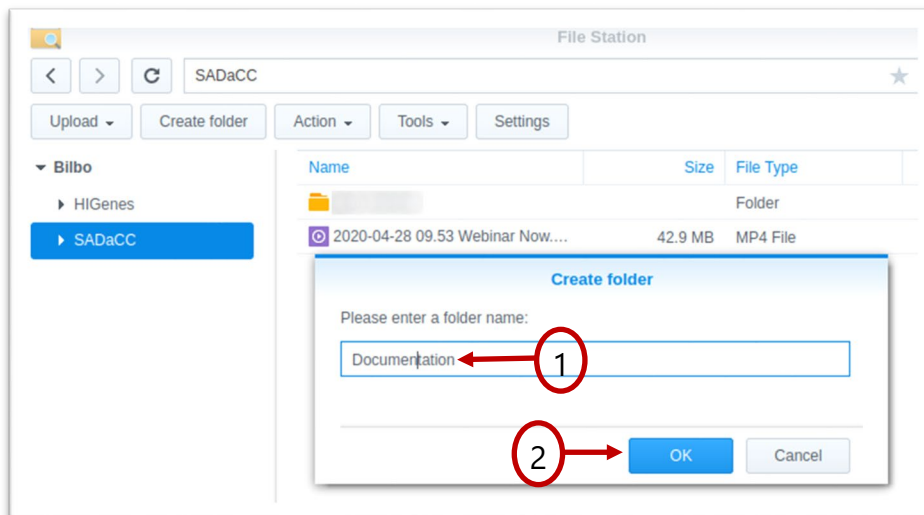 File Station
SADaCC
Upload Create folder Action Tools Settings
Bilbo
HIGenes
SADaCC
Name Size File Type
Folder
2020-04-28 09.53 Webinar Now.... 42.9 MB MP4 File
Create folder
Please enter a folder name:
Documentation
1
2
OK Cancel